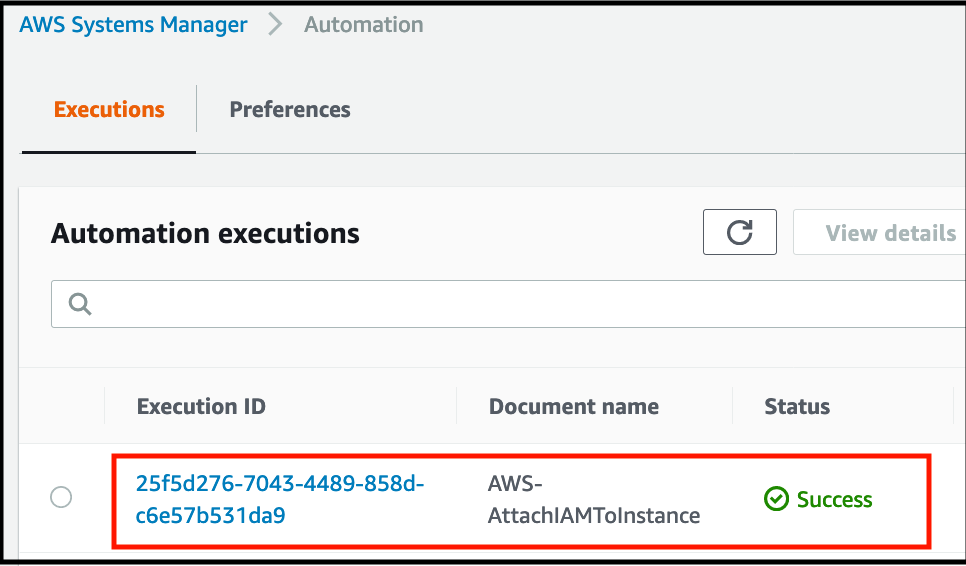 AWS Systems Manager > Automation
Executions
Preferences
Automation executions
View details
Execution ID
Document name
Status
25f5d276-7043-4489-858d-
c6e57b531da9
AWS-
AttachIAMToInstance
Success